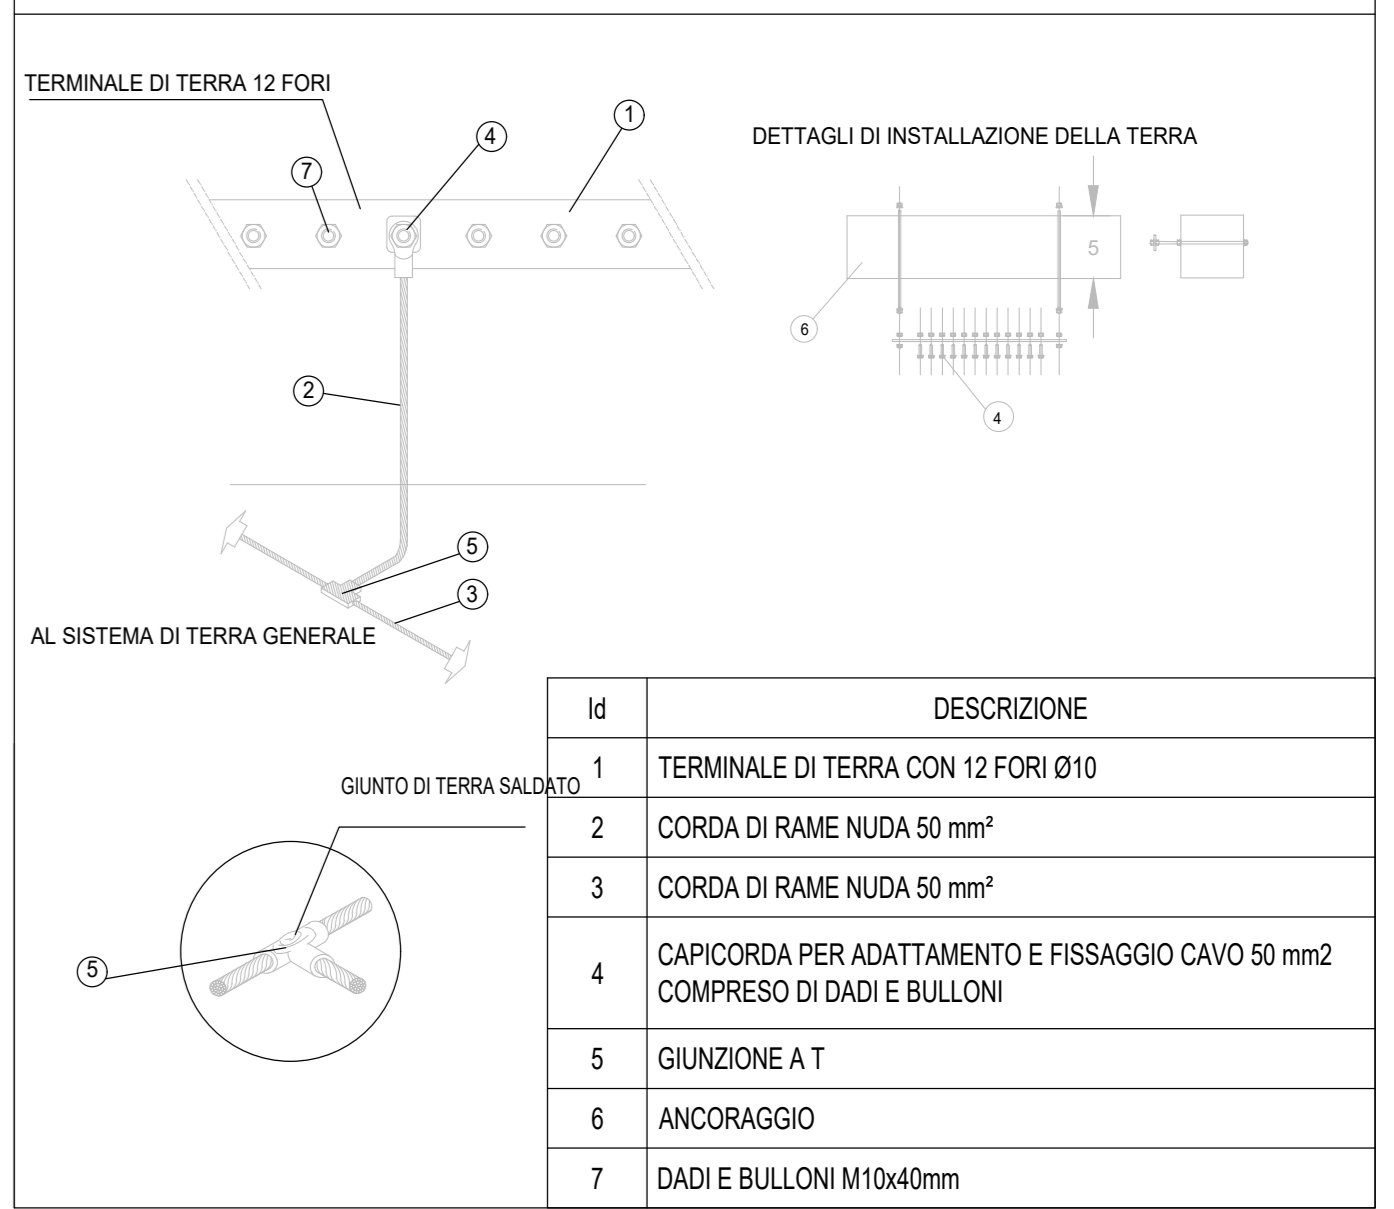 TERMINALE DI TERRA 12 FORI
1
4
7
DETTAGLI DI INSTALLAZIONE DELLA TERRA
5
6
4
2
5
3
AL SISTEMA DI TERRA GENERALE
GIUNTO DI TERRA SALDATO
5
Id DESCRIZIONE
1 TERMINALE DI TERRA CON 12 FORI Ø10
2 CORDA DI RAME NUDA 50 mm²
3 CORDA DI RAME NUDA 50 mm²
4 CAPICORDA PER ADATTAMENTO E FISSAGGIO CAVO 50 mm2
COMPRESO DI DADI E BULLONI
5 GIUNZIONE A T
6 ANCORAGGIO
7 DADI E BULLONI M10x40mm